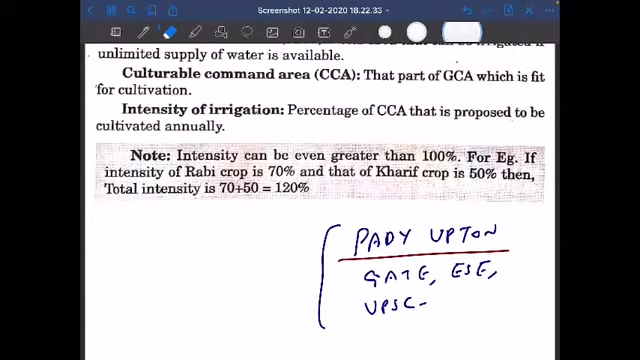 Screenshot 12-02-2020 18.22.33
unlimited supply of water is available.
Culturable command area (CCA): That part of GCA which is fit
for cultivation.
Intensity of irrigation: Percentage of CCA that is proposed to be
cultivated annually.
Note: Intensity can be even greater than 100%. For Eg. If
intensity of Rabi crop is 70% and that of Kharif crop is 50% then,
Total intensity is 70+50 = 120%
PADY UPTON
GATE, ESE,
UPSC-